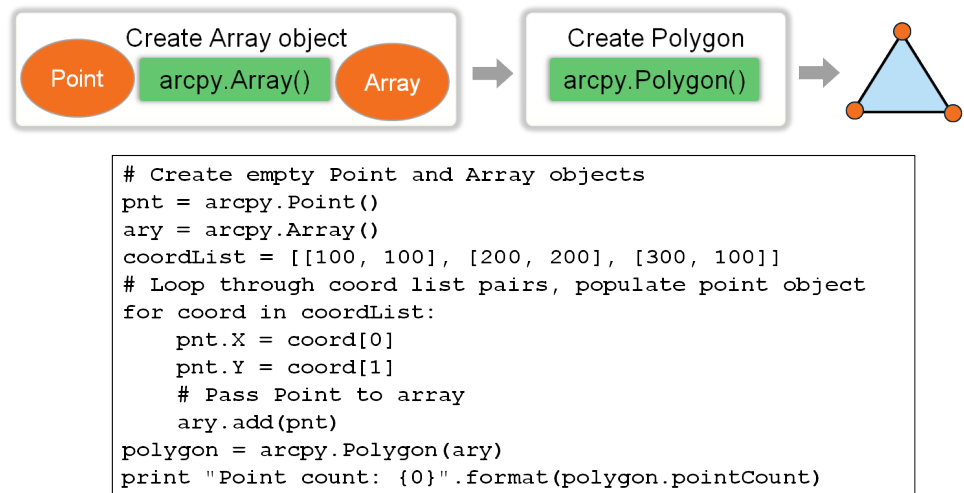 Create Array object
Point
arcpy.Array()
Array
Create Polygon
arcpy.Polygon()
# Create empty Point and Array objects
pnt = arcpy.Point()
ary = arcpy.Array()
coordList = [[100, 100], [200, 200], [300, 100]]
# Loop through coord list pairs, populate point object
for coord in coordList:
    pnt.X = coord[0]
    pnt.Y = coord[1]
    # Pass Point to array
    ary.add(pnt)
polygon = arcpy.Polygon(ary)
print "Point count: {0}".format(polygon.pointCount)